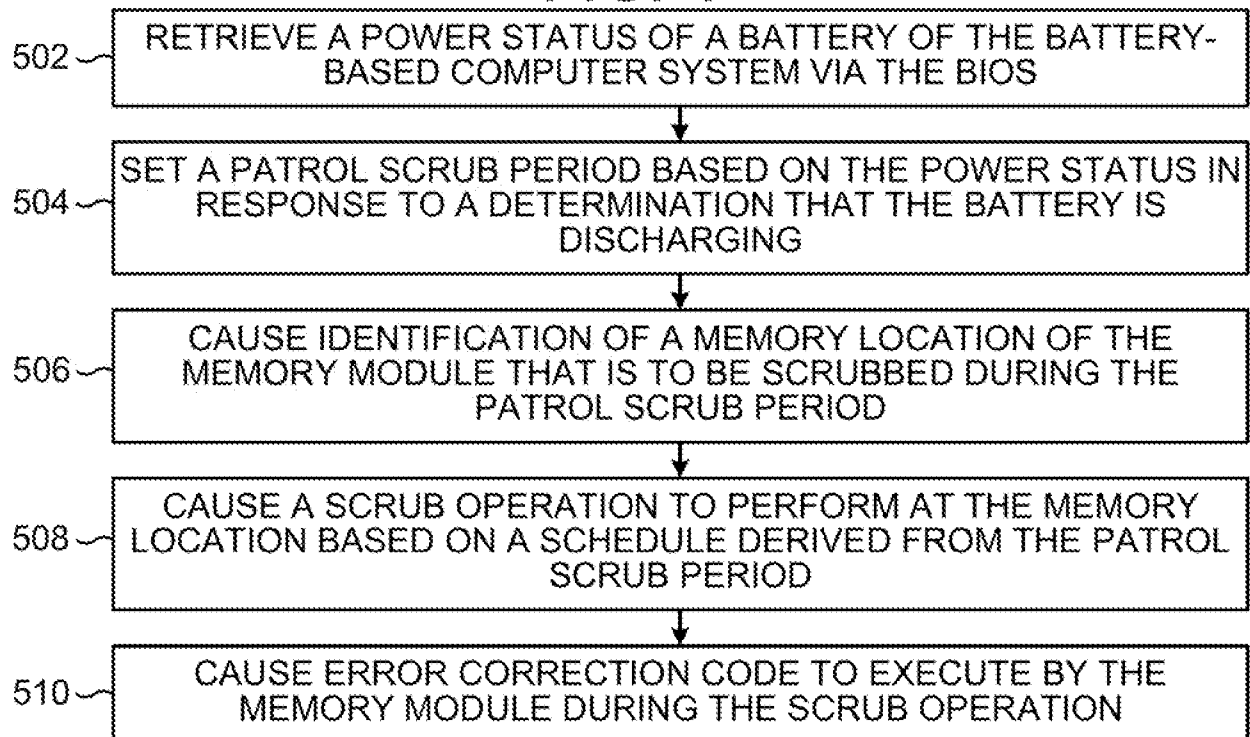 502
RETRIEVE A POWER STATUS OF A BATTERY OF THE BATTERY-
BASED COMPUTER SYSTEM VIA THE BIOS
504
SET A PATROL SCRUB PERIOD BASED ON THE POWER STATUS IN
RESPONSE TO A DETERMINATION THAT THE BATTERY IS
DISCHARGING
506
CAUSE IDENTIFICATION OF A MEMORY LOCATION OF THE
MEMORY MODULE THAT IS TO BE SCRUBBED DURING THE
PATROL SCRUB PERIOD
508
CAUSE A SCRUB OPERATION TO PERFORM AT THE MEMORY
LOCATION BASED ON A SCHEDULE DERIVED FROM THE PATROL
SCRUB PERIOD
510
CAUSE ERROR CORRECTION CODE TO EXECUTE BY THE
MEMORY MODULE DURING THE SCRUB OPERATION